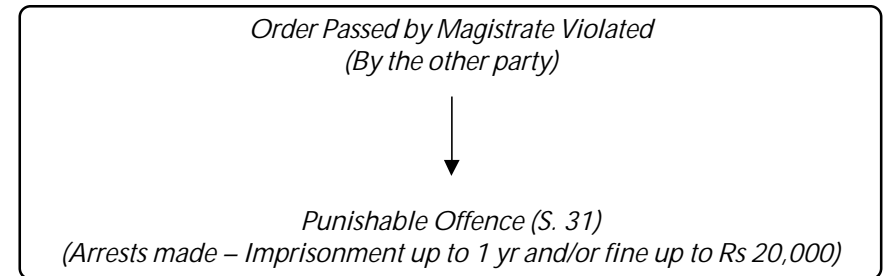 Order Passed by Magistrate Violated
(By the other party)
Punishable Offence (S. 31)
(Arrests made – Imprisonment up to 1 yr and/or fine up to Rs 20,000)